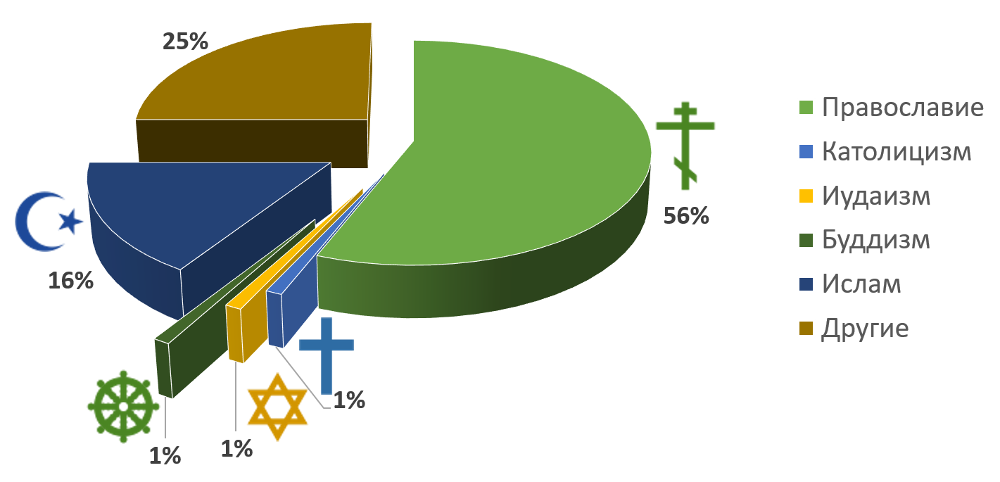 25%
56%
16%
1%
1%
1%
Православие
Католицизм
Иудаизм
Буддизм
Ислам
Другие